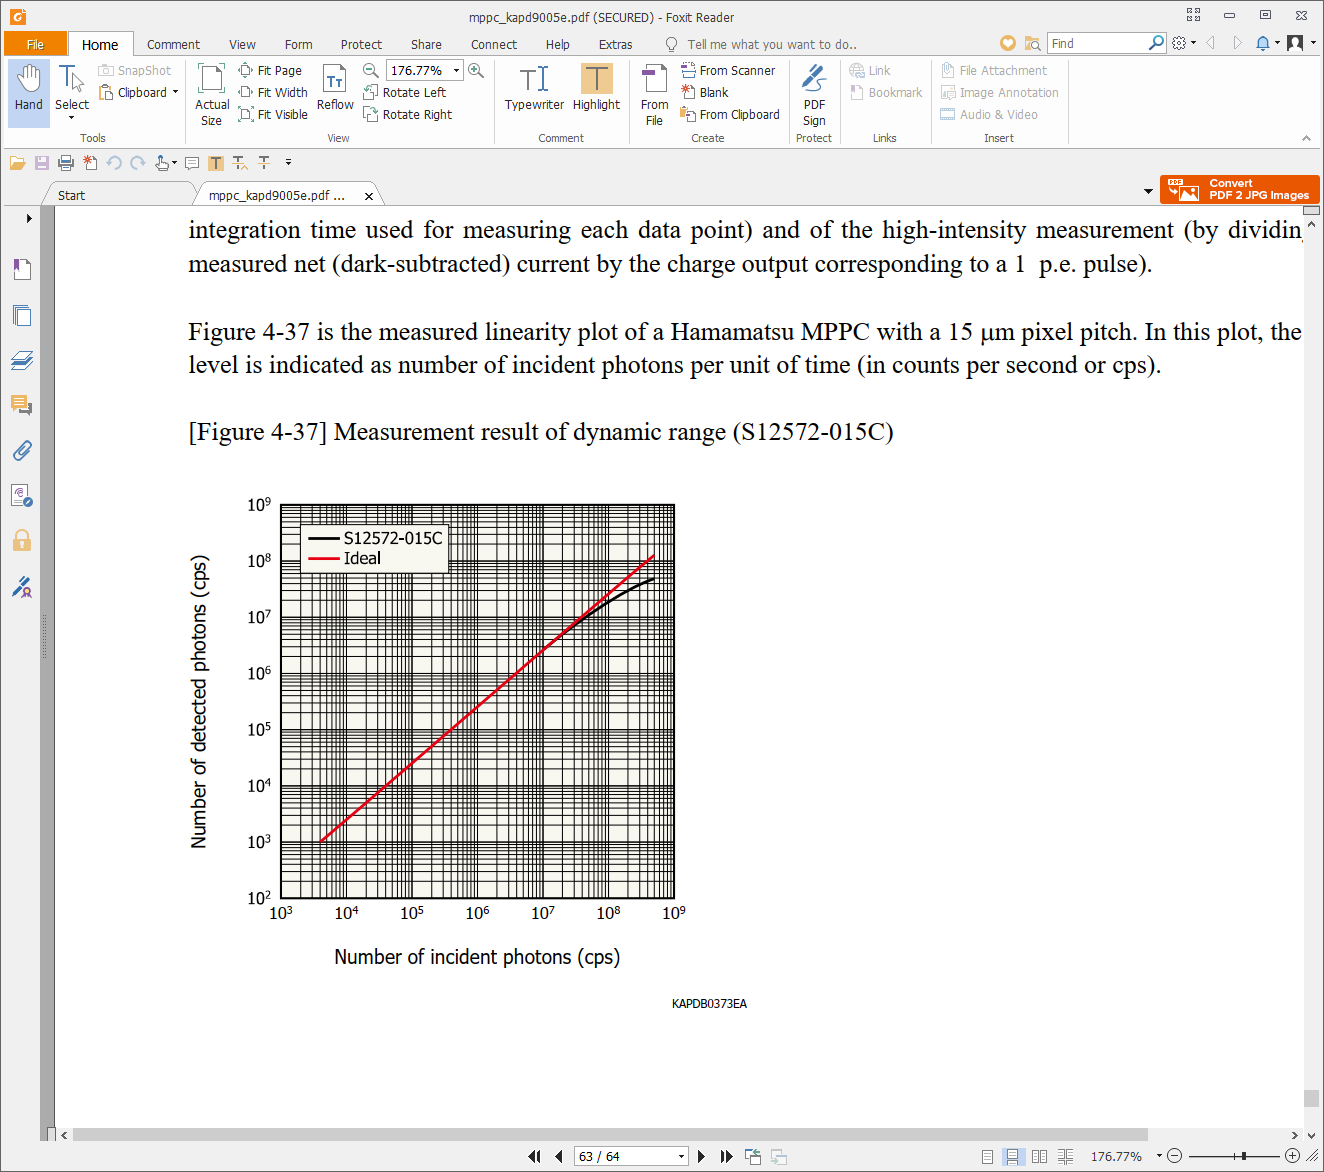 mppc_kapd9005e.pdf (SECURED) - Foxit Reader
File Home Comment View Form Protect Share Connect Help Extras Tell me what you want to do.. Find
Hand
Select
SnapShot
Clipboard
Tools
Actual Size
Fit Page
Fit Width
Fit Visible
Reflow
176.77%
Rotate Left
Rotate Right
View
Typewriter
Highlight
Comment
From File
From Scanner
Blank
From Clipboard
Create
PDF Sign
Protect
Link
Bookmark
Links
File Attachment
Image Annotation
Audio & Video
Insert
Start
mppc_kapd9005e.pdf ...
Convert
PDF 2 JPG Images
integration time used for measuring each data point) and of the high-intensity measurement (by dividin
measured net (dark-subtracted) current by the charge output corresponding to a 1 p.e. pulse).
Figure 4-37 is the measured linearity plot of a Hamamatsu MPPC with a 15 μm pixel pitch. In this plot, the
level is indicated as number of incident photons per unit of time (in counts per second or cps).
[Figure 4-37] Measurement result of dynamic range (S12572-015C)
Number of detected photons (cps)
10⁹
10⁸
10⁷
10⁶
10⁵
10⁴
10³
10²
S12572-015C
Ideal
10³ 10⁴ 10⁵ 10⁶ 10⁷ 10⁸ 10⁹
Number of incident photons (cps)
KAPDB0373EA
63 / 64
176.77%